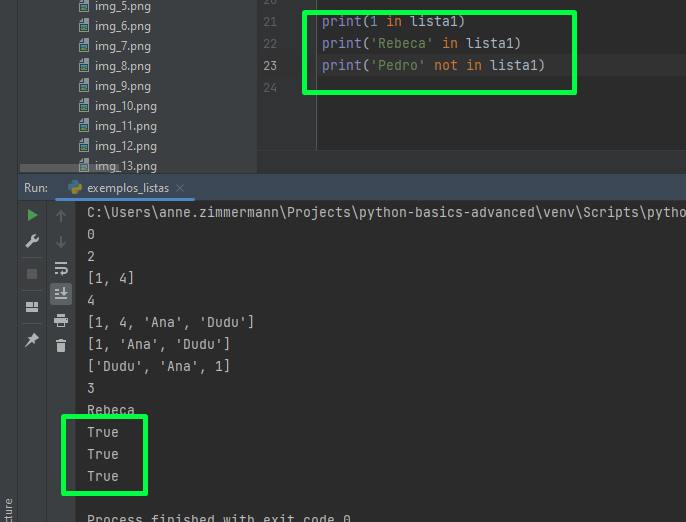 img_5.png
img_6.png
img_7.png
img_8.png
img_9.png
img_10.png
img_11.png
img_12.png
img_13.png
21 print(1 in lista1)
22 print('Rebeca' in lista1)
23 print('Pedro' not in lista1)
24
Run: exemplos_listas
C:\Users\anne.zimmermann\Projects\python-basics-advanced\venv\Scripts\pytho
0
2
[1, 4]
4
[1, 4, 'Ana', 'Dudu']
[1, 'Ana', 'Dudu']
['Dudu', 'Ana', 1]
3
Rebeca
True
True
True
Process finished with exit code 0
cture